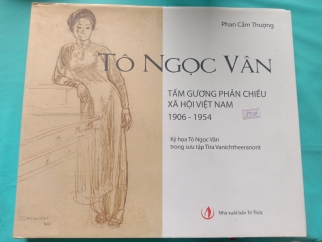 Phan Cẩm Thượng
TÔ NGỌC VÂN
TẤM GƯƠNG PHẢN CHIẾU
XÃ HỘI VIỆT NAM
1906 - 1954
Ký họa Tô Ngọc Vân
trong sưu tập Tira Vanichtheeranont
Nhà xuất bản Tri Thức